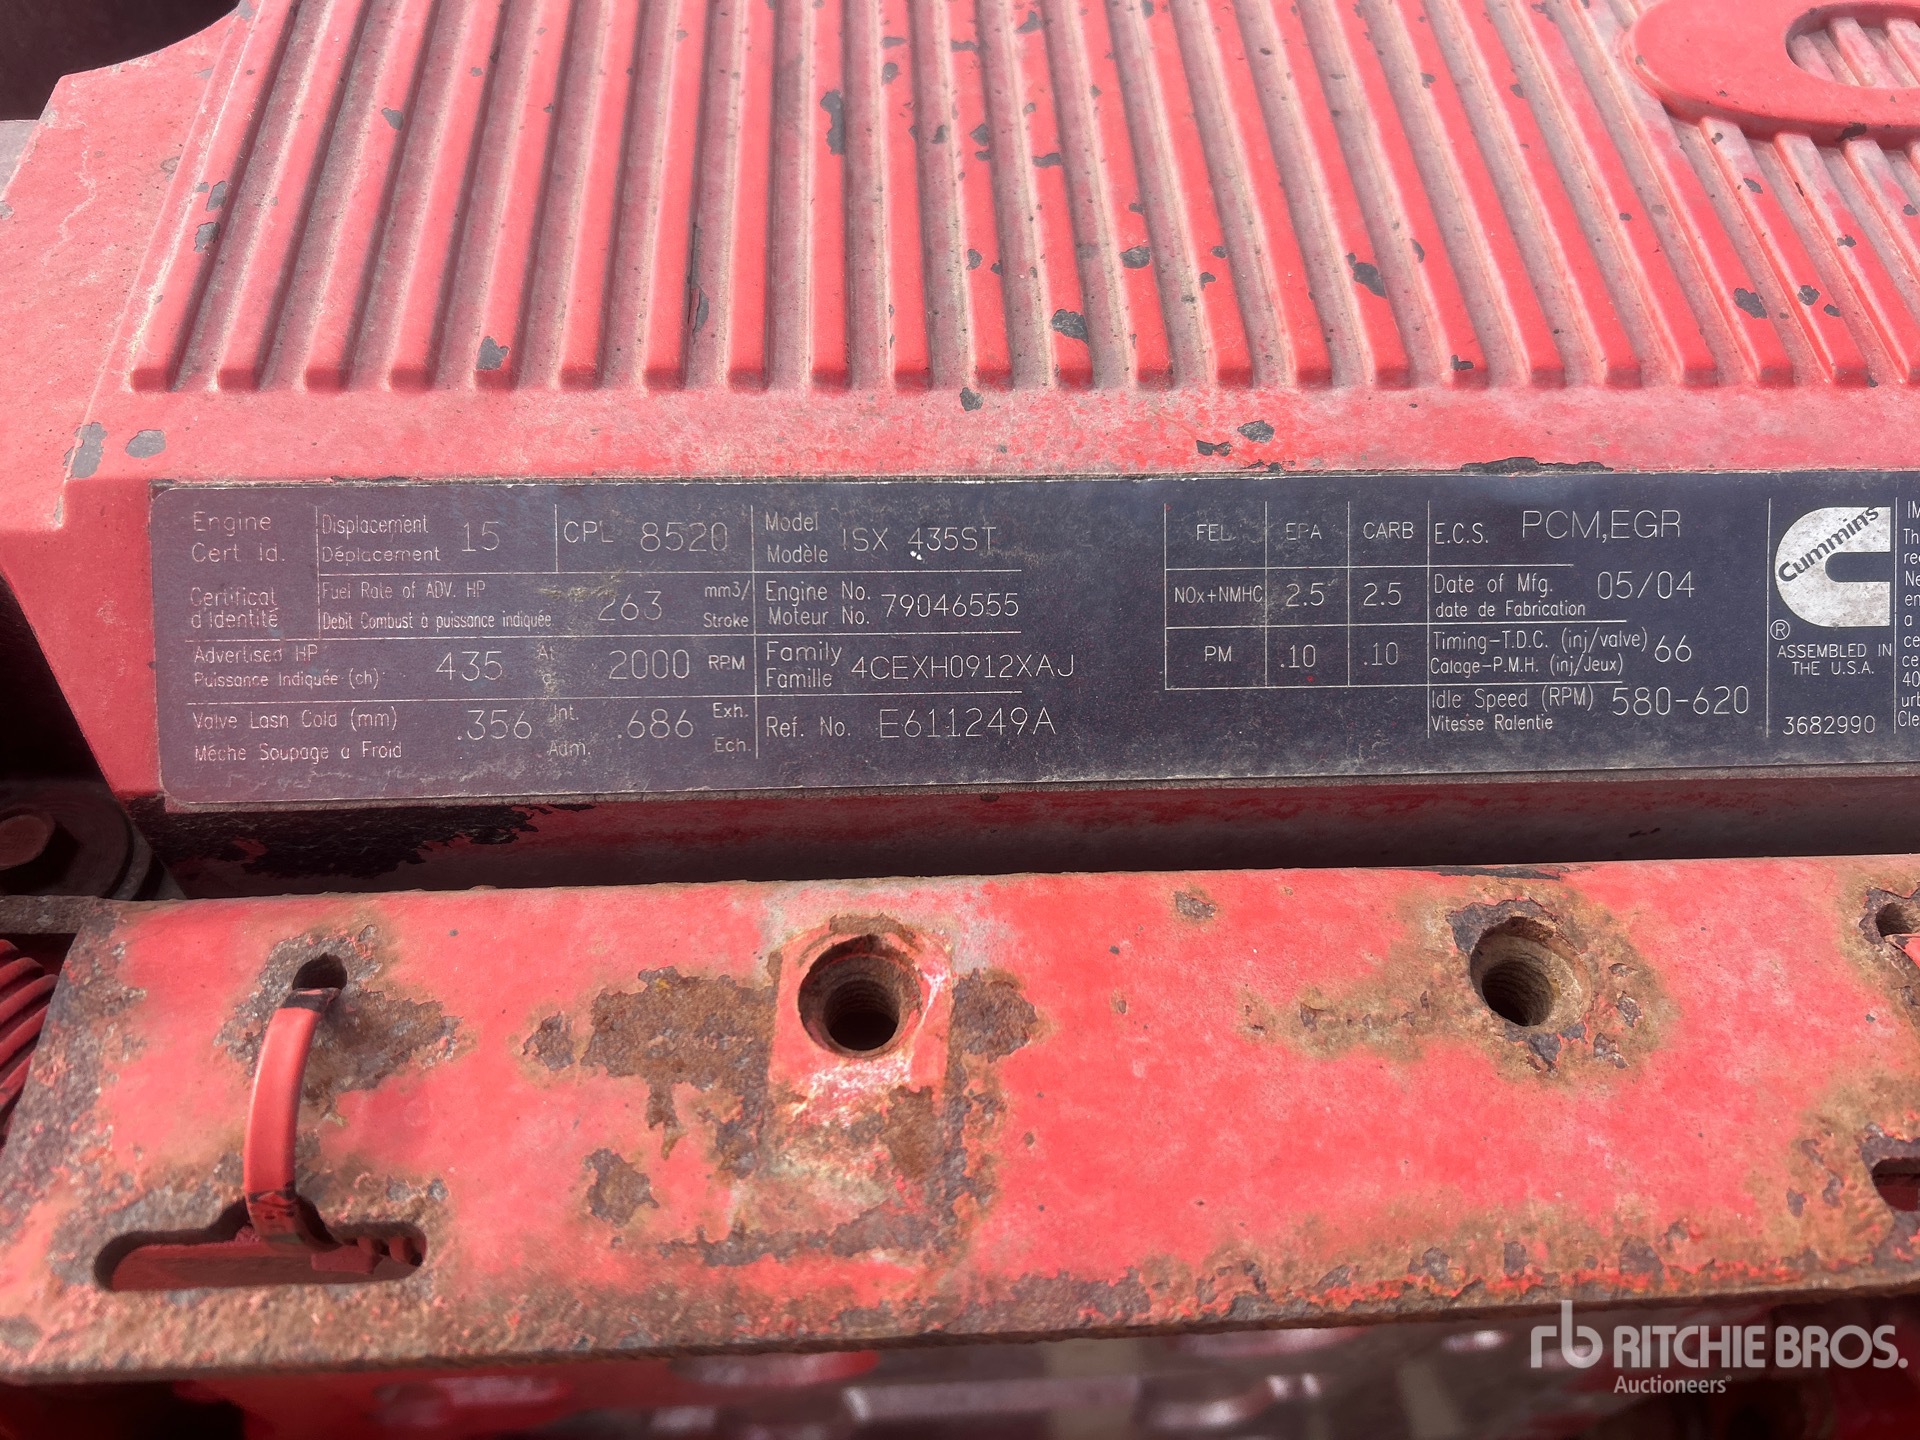 Engine
Cert Id.
Certificat
d'Identité
Displacement
Déplacement 15
CPL 8520
Fuel Rate of ADV. HP
Debit Combust a puissance indiquée 263 mm3/
Stroke
Advertised HP
Puissance Indiquée (ch) 435 At
a 2000 RPM
Valve Lash Cold (mm)
Mêche Soupage a Froid .356 Int.
Adm. .686 Exh.
Ech.
Model
Modèle ISX 435ST
Engine No.
Moteur No. 79046555
Family
Famille 4CEXH0912XAJ
Ref. No. E611249A
FEL EPA CARB
NOx+NMHC 2.5 2.5
PM .10 .10
E.C.S. PCM,EGR
Date of Mfg.
date de Fabrication 05/04
Timing-T.D.C. (inj/valve)
Calage-P.M.H. (inj/Jeux) 66
Idle Speed (RPM)
Vitesse Ralentie 580-620
Cummins
®
ASSEMBLED IN
THE U.S.A.
3682990
rb RITCHIE BROS.
Auctioneers